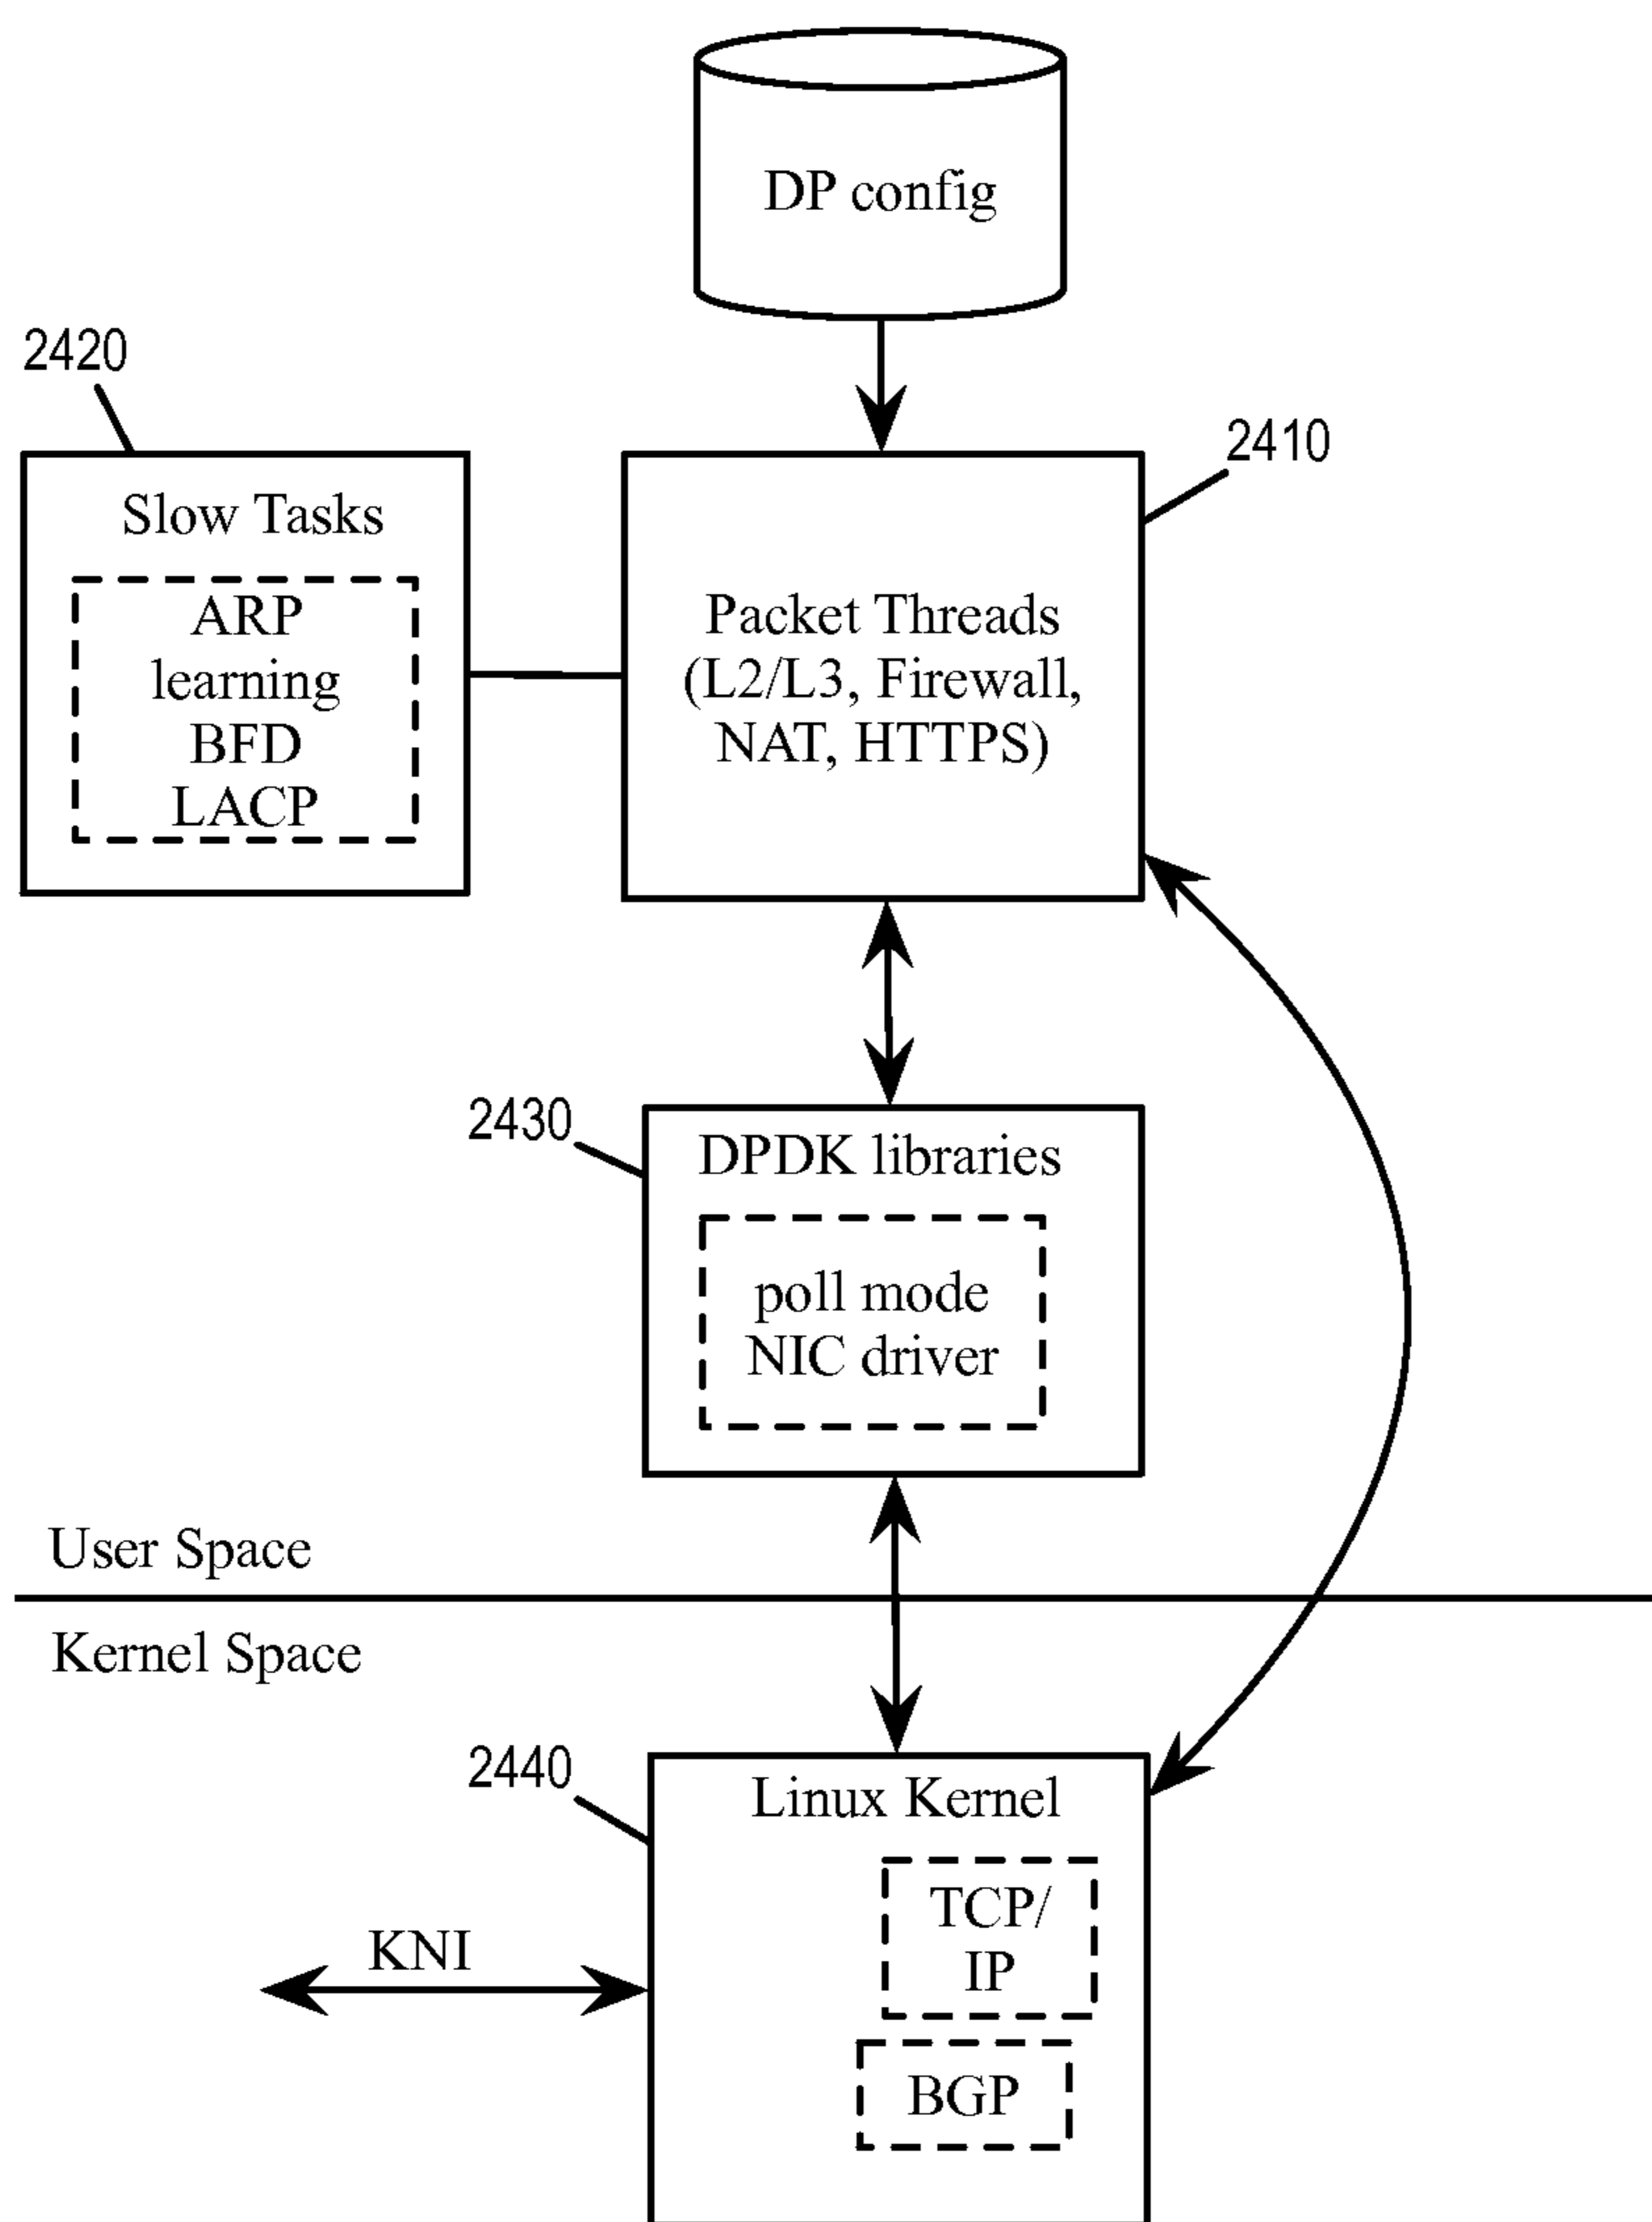 DP config
2420
2410
Slow Tasks
ARP
learning
BFD
LACP
Packet Threads
(L2/L3, Firewall,
NAT, HTTPS)
2430
DPDK libraries
poll mode
NIC driver
User Space
Kernel Space
2440
Linux Kernel
TCP/
IP
KNI
BGP